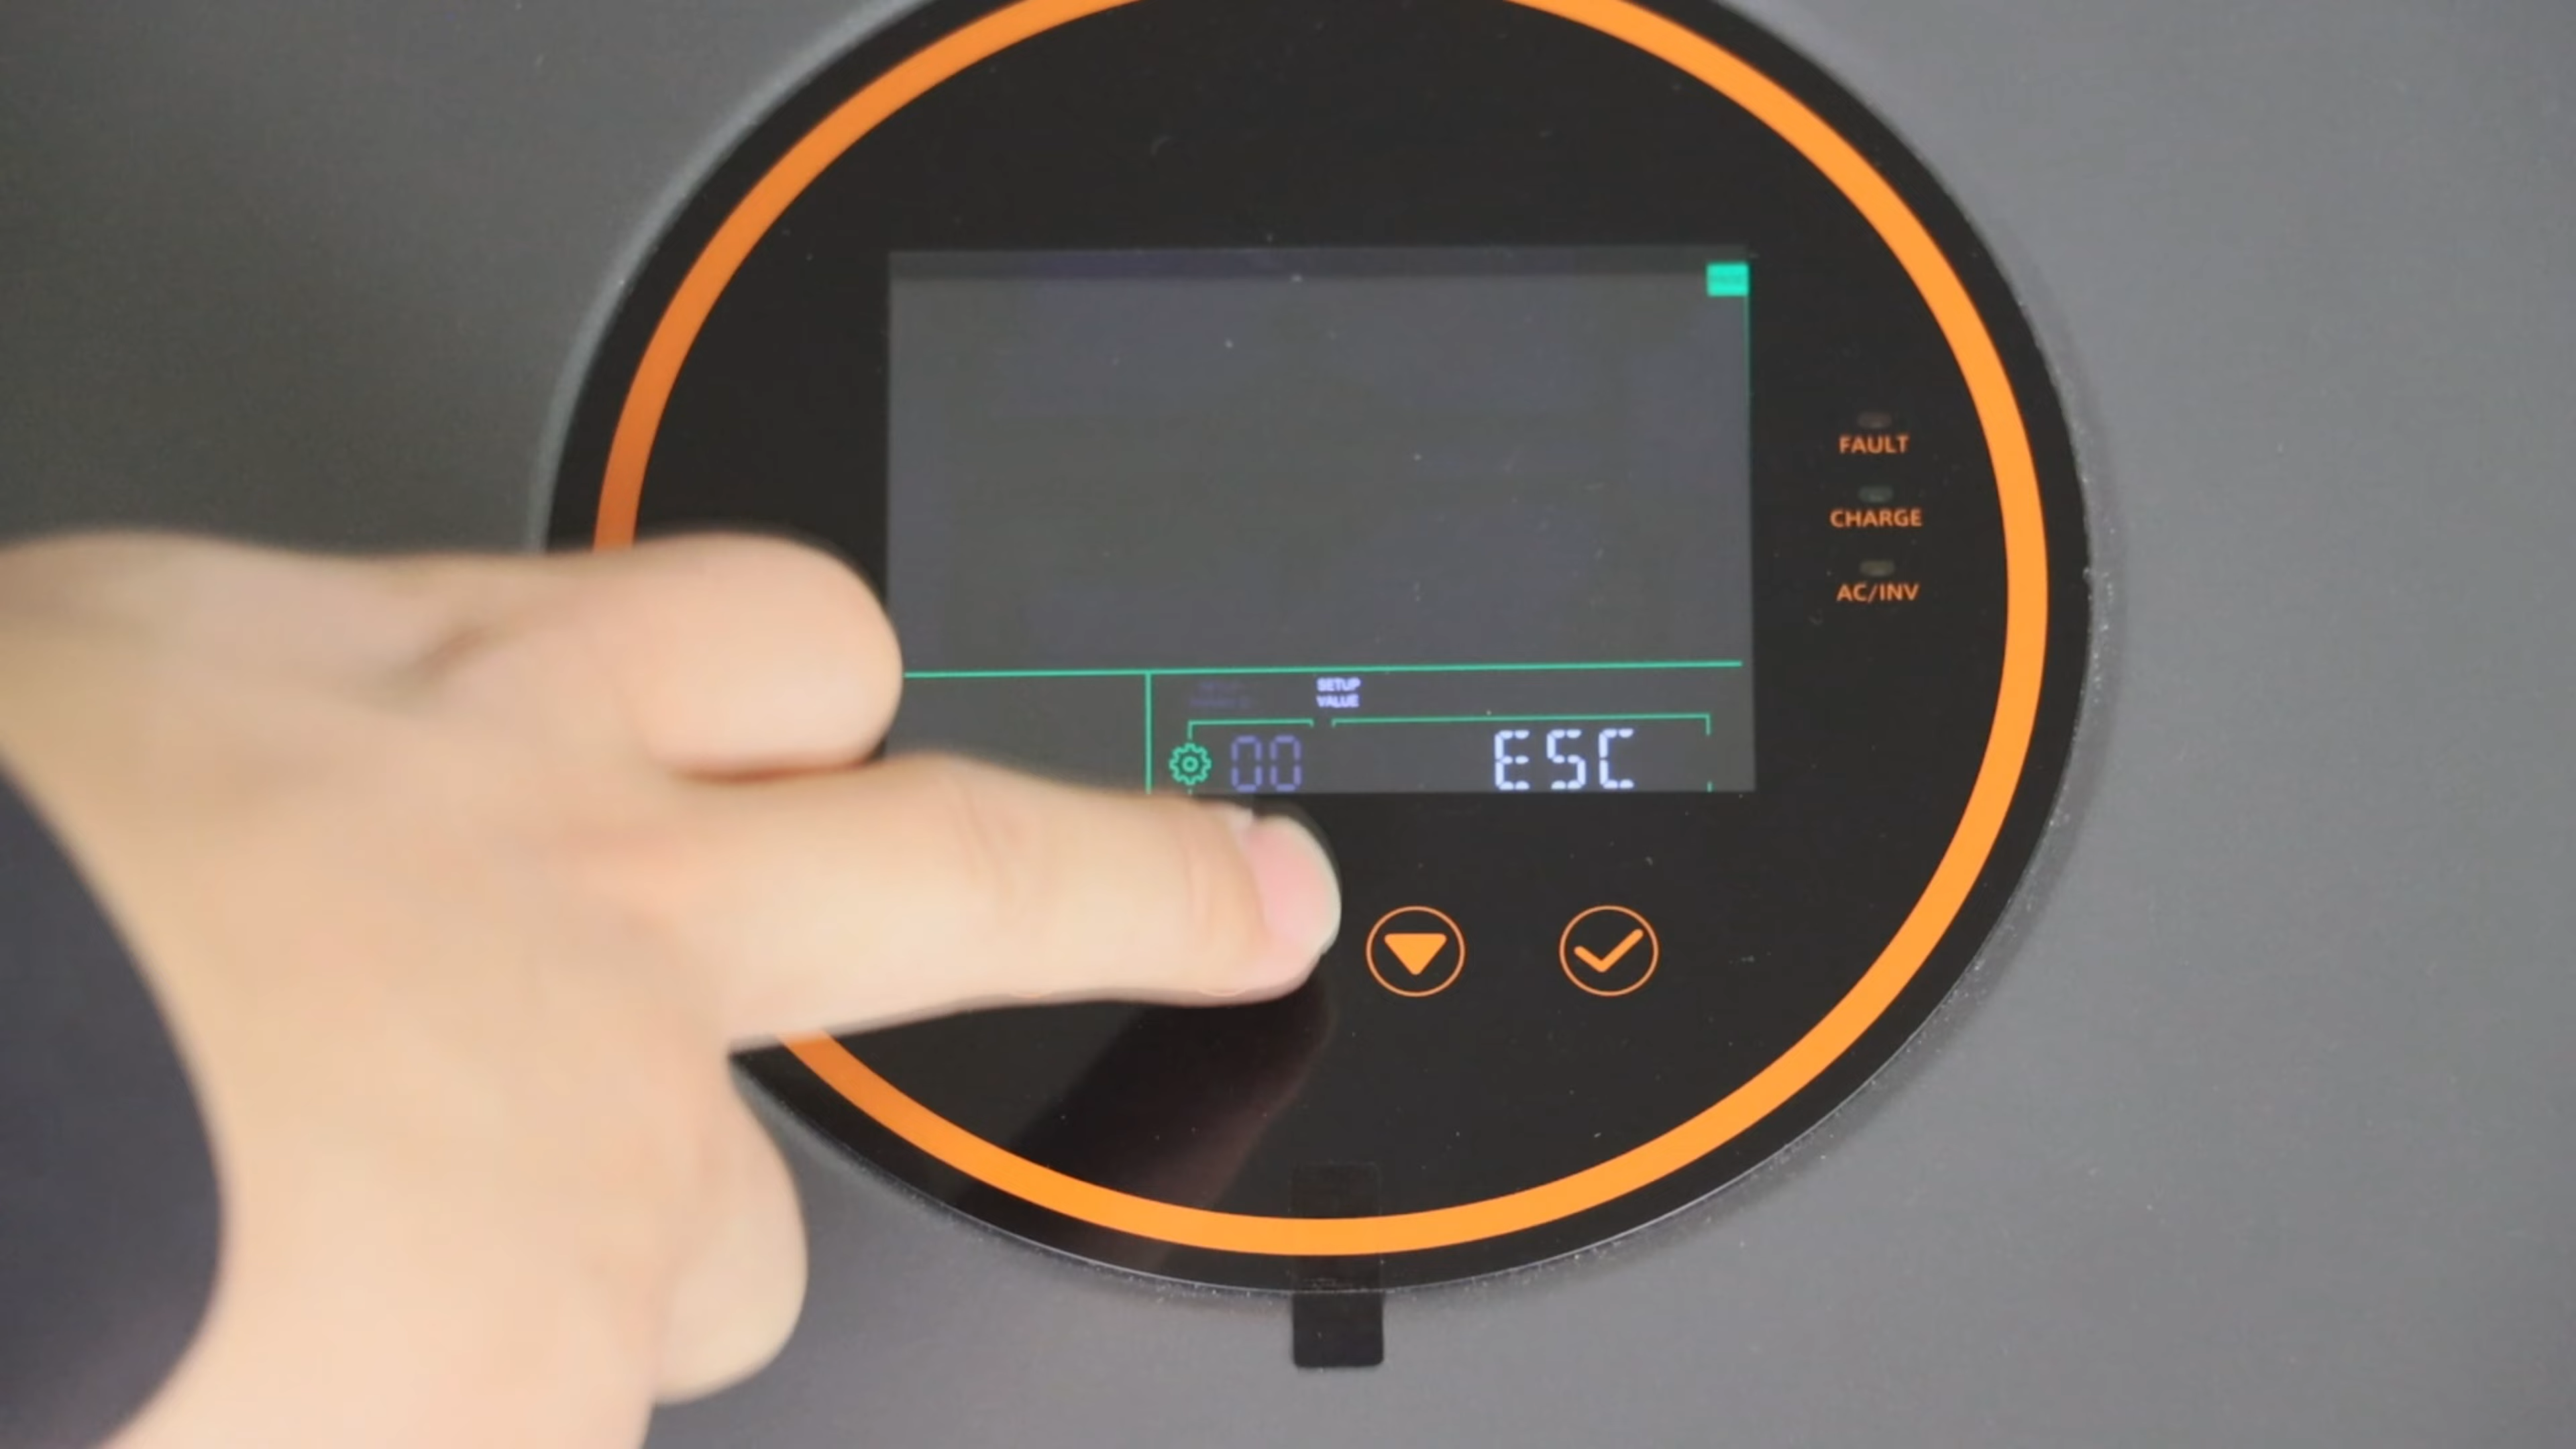 FAULT
CHARGE
AC/INV
SETUP
VALUE
00 ESC